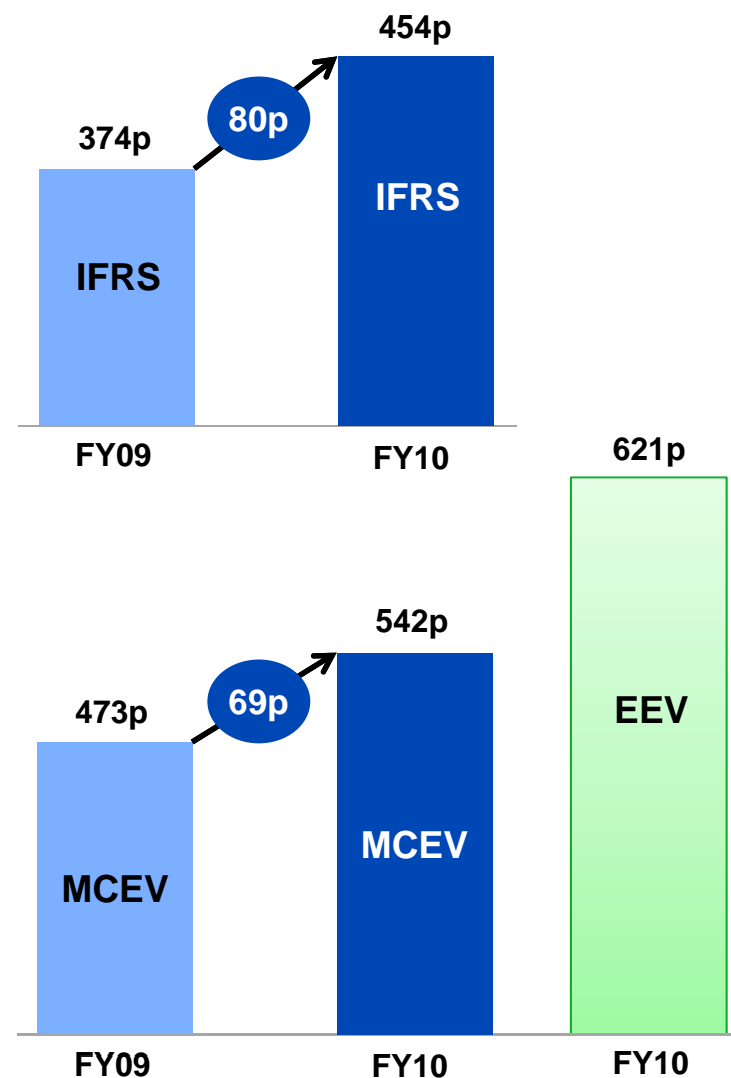 454p
80p
374p
IFRS
IFRS
FY09
FY10
621p
542p
69p
473p
EEV
MCEV
MCEV
FY09
FY10
FY10